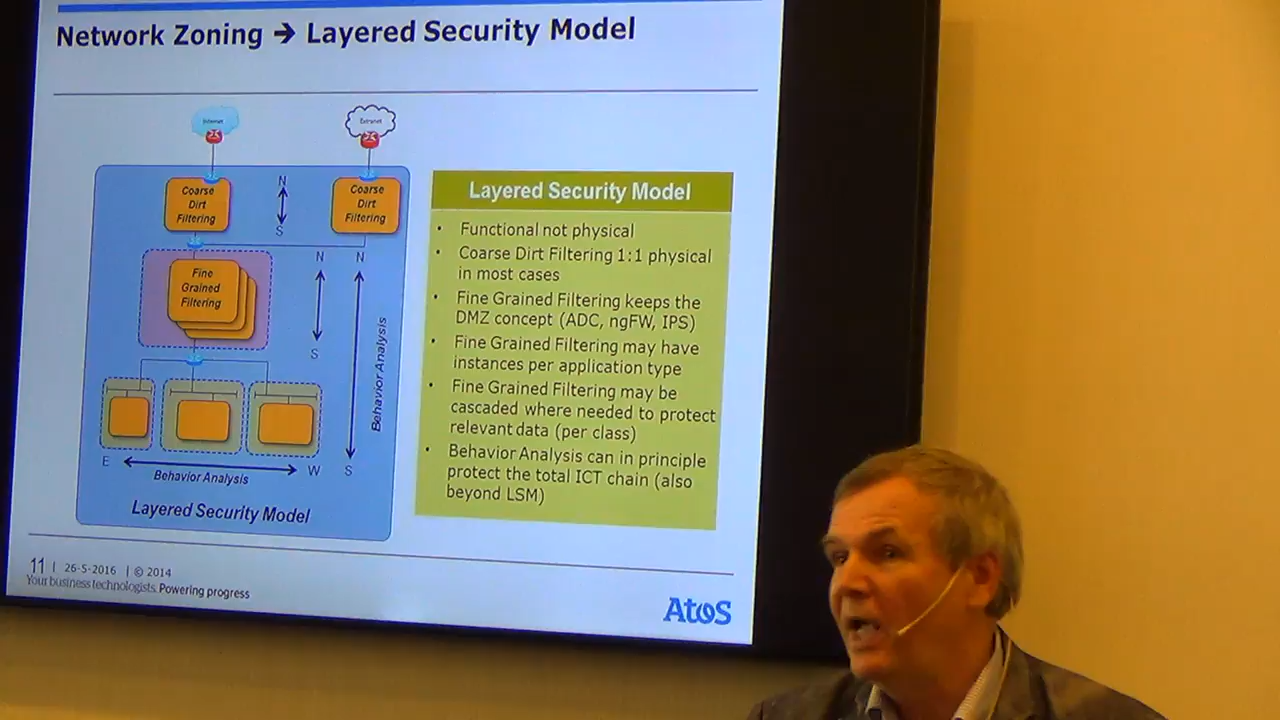 Network Zoning → Layered Security Model
Internet
Extranet
Coarse
Dirt
Filtering
N
S
Coarse
Dirt
Filtering
Fine
Grained
Filtering
N
S
N
S
Behavior Analysis
E
W
Behavior Analysis
Layered Security Model
Layered Security Model
• Functional not physical
• Coarse Dirt Filtering 1:1 physical
in most cases
• Fine Grained Filtering keeps the
DMZ concept (ADC, ngFW, IPS)
• Fine Grained Filtering may have
instances per application type
• Fine Grained Filtering may be
cascaded where needed to protect
relevant data (per class)
• Behavior Analysis can in principle
protect the total ICT chain (also
beyond LSM)
11 | 26-5-2016 | © 2014
Your business technologists. Powering progress
Atos